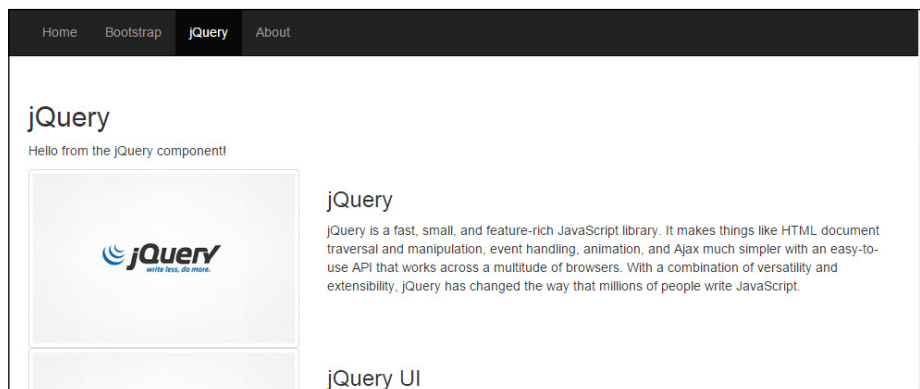 Home Bootstrap jQuery About
jQuery
Hello from the jQuery component!
jQuery
write less, do more.
jQuery
jQuery is a fast, small, and feature-rich JavaScript library. It makes things like HTML document
traversal and manipulation, event handling, animation, and Ajax much simpler with an easy-to-
use API that works across a multitude of browsers. With a combination of versatility and
extensibility, jQuery has changed the way that millions of people write JavaScript.
jQuery UI